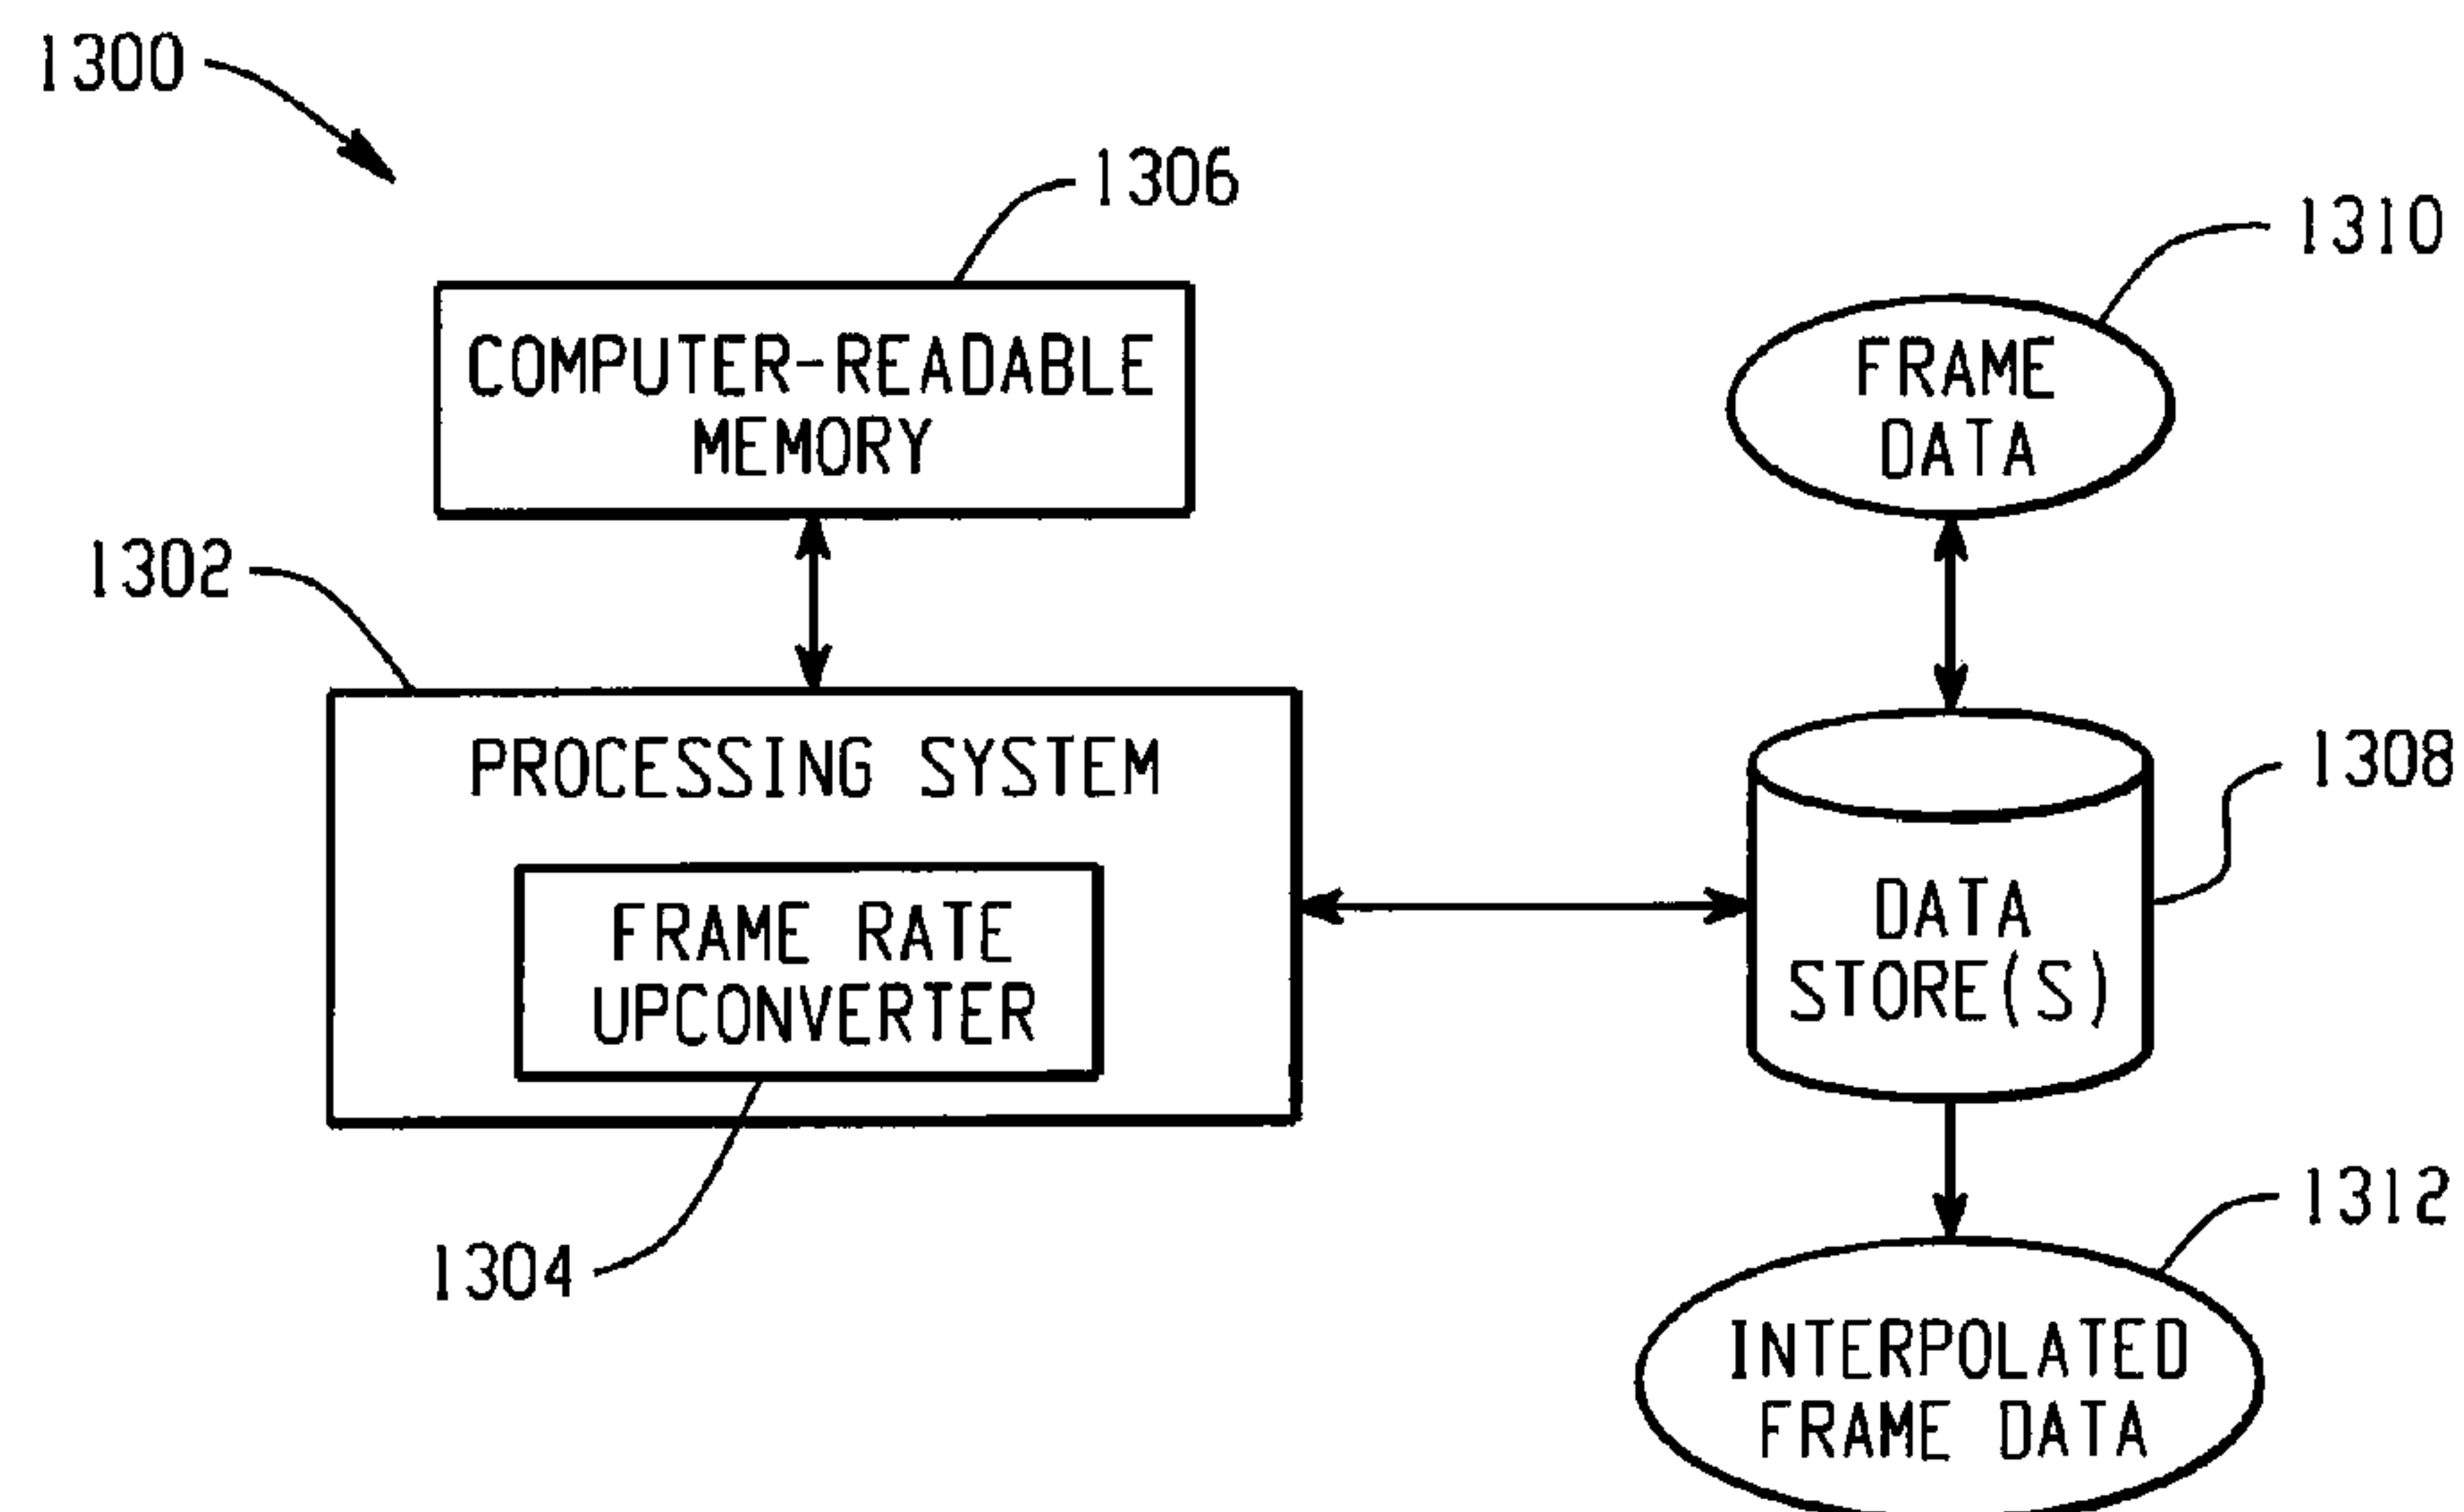 1300
1306
1310
COMPUTER-READABLE
MEMORY
FRAME
DATA
1302
PROCESSING SYSTEM
1308
FRAME RATE
UPCONVERTER
DATA
STORE(S)
1304
1312
INTERPOLATED
FRAME DATA